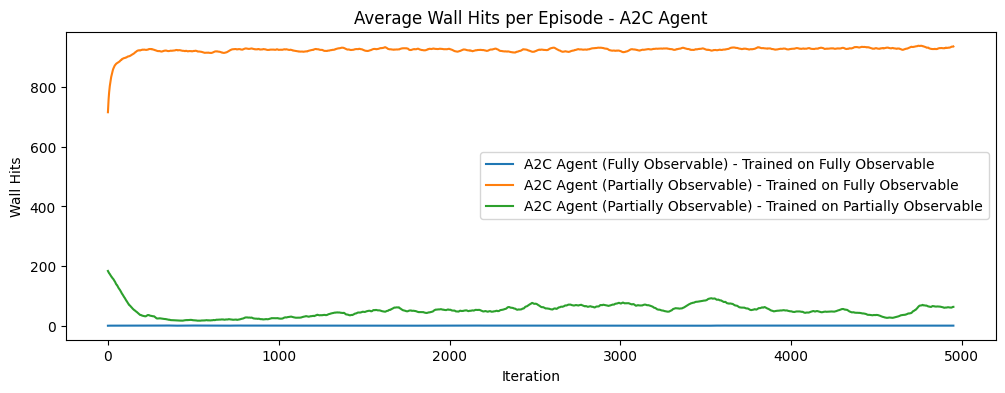 Average Wall Hits per Episode - A2C Agent
Wall Hits
800
600
400
200
0
A2C Agent (Fully Observable) - Trained on Fully Observable
A2C Agent (Partially Observable) - Trained on Fully Observable
A2C Agent (Partially Observable) - Trained on Partially Observable
0 1000 2000 3000 4000 5000
Iteration